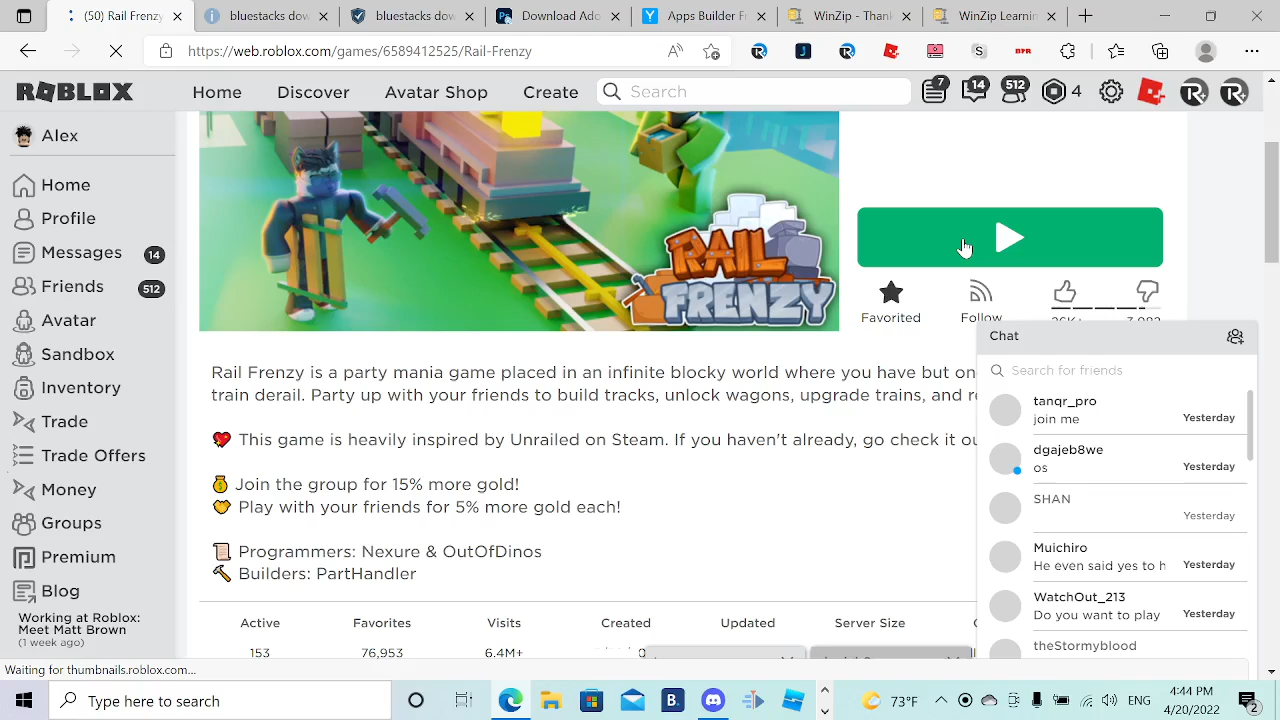 (50)
bluestacks dow
bluestacks dow
Download Ado
Apps Builder Fr
WinZip - Thank
WinZip Landin
https://web.roblox.com/games/6589412525/Rail-Frenzy
ROBLOX
Home
Discover
Avatar Shop
Create
Search
7
14
512
4
Alex
Home
Profile
Messages
14
Friends
512
Avatar
Sandbox
Inventory
Trade
Trade Offers
Money
Groups
Premium
Blog
Working at Roblox:
Meet Matt Brown
(1 week ago)
RAIL
FRENZY
Favorited
Follow
Rail Frenzy is a party mania game placed in an infinite blocky world where you have but on
train derail. Party up with your friends to build tracks, unlock wagons, upgrade trains, and re
💖 This game is heavily inspired by Unrailed on Steam. If you haven't already, go check it ou
💰 Join the group for 15% more gold!
💛 Play with your friends for 5% more gold each!
📜 Programmers: Nexure & OutOfDinos
🔨 Builders: PartHandler
Active
Favorites
Visits
Created
Updated
Server Size
153
76,953
6.4M+
Chat
Search for friends
tanqr_pro
join me
Yesterday
dgajeb8we
os
Yesterday
SHAN
Yesterday
Muichiro
He even said yes to h
Yesterday
WatchOut_213
Do you want to play
Yesterday
theStormyblood
Waiting for thumbnails.roblox.com...
Type here to search
73°F
ENG
4:44 PM
4/20/2022
2